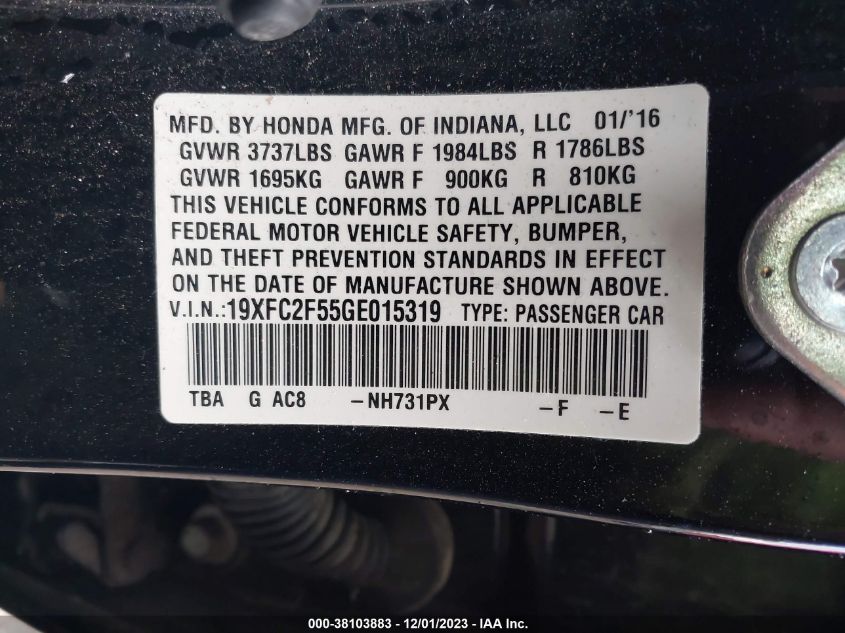 MFD. BY HONDA MFG. OF INDIANA, LLC 01/'16
GVWR 3737LBS GAWR F 1984LBS R 1786LBS
GVWR 1695KG GAWR F 900KG R 810KG
THIS VEHICLE CONFORMS TO ALL APPLICABLE
FEDERAL MOTOR VEHICLE SAFETY, BUMPER,
AND THEFT PREVENTION STANDARDS IN EFFECT
ON THE DATE OF MANUFACTURE SHOWN ABOVE.
V.I.N.:19XFC2F55GE015319 TYPE: PASSENGER CAR
TBA G AC8 –NH731PX –F –E
000-38103883 - 12/01/2023 - IAA Inc.